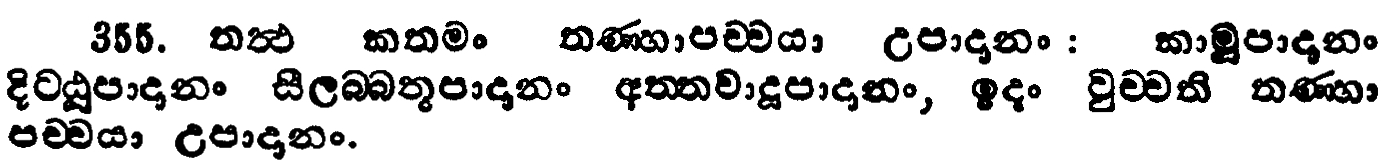 355. තත්‍ථ කතමං තණ්හාපච්චයා උපාදානං : කාමූපාදානං
දිට්ඨූපාදානං සීලබ්බතූපාදානං අත්තවාදූපාදානං, ඉදං වුච්චති තණ්හා
පච්චයා උපාදානං.